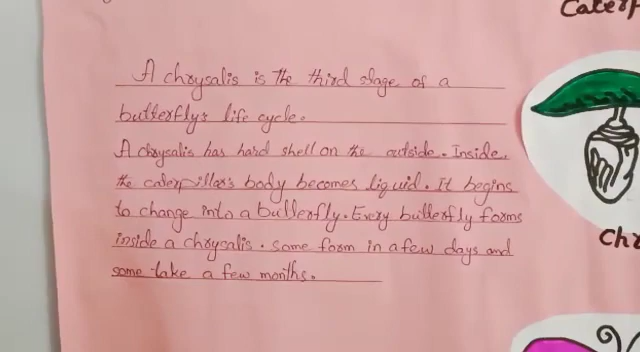 Caterp
A chrysalis is the third stage of a
butterfly's life cycle.
A chrysalis has hard shell on the outside. Inside,
the caterpillar's body becomes liquid. It begins
to change into a butterfly. Every butterfly forms
inside a chrysalis. some form in a few days and
some take a few months.
Ch